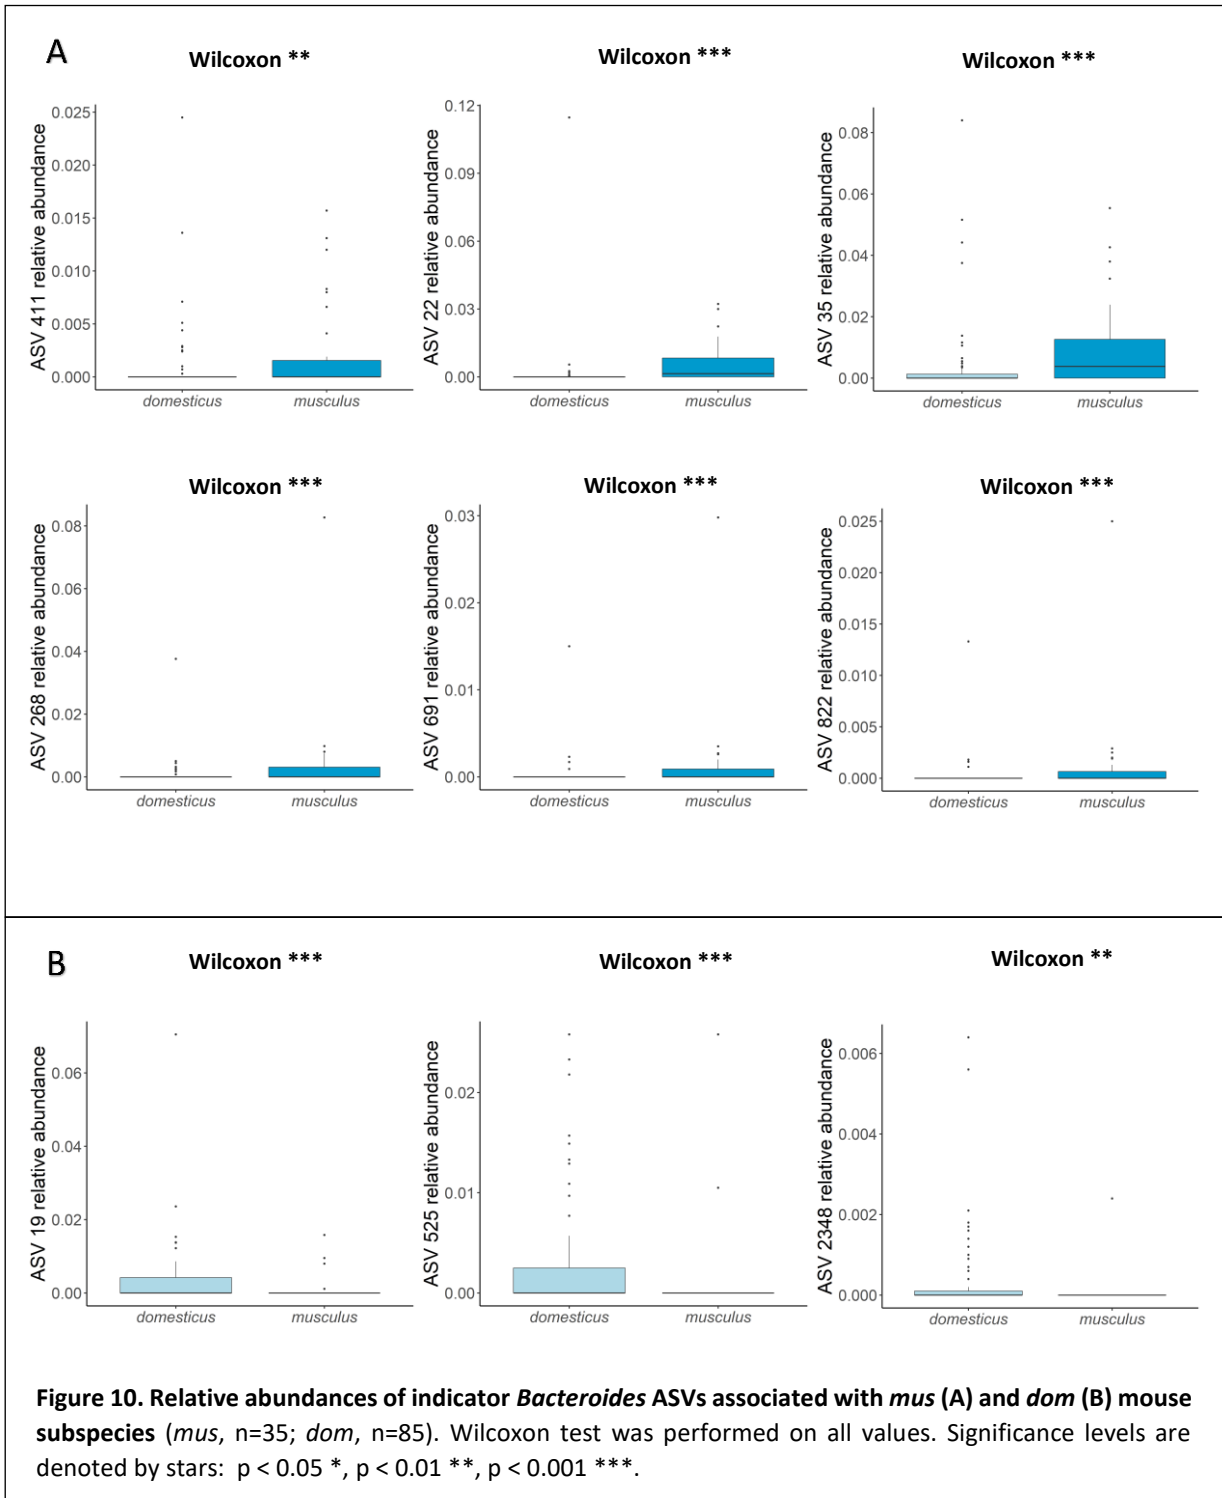 A
Wilcoxon **
Wilcoxon ***
Wilcoxon ***
ASV 411 relative abundance
0.025
0.020
0.015
0.010
0.005
0.000
domesticus musculus
ASV 22 relative abundance
0.12
0.09
0.06
0.03
0.00
domesticus musculus
ASV 35 relative abundance
0.08
0.06
0.04
0.02
0.00
domesticus musculus
Wilcoxon ***
Wilcoxon ***
Wilcoxon ***
ASV 268 relative abundance
0.08
0.06
0.04
0.02
0.00
domesticus musculus
ASV 691 relative abundance
0.03
0.02
0.01
0.00
domesticus musculus
ASV 822 relative abundance
0.025
0.020
0.015
0.010
0.005
0.000
domesticus musculus
B
Wilcoxon ***
Wilcoxon ***
Wilcoxon **
ASV 19 relative abundance
0.06
0.04
0.02
0.00
domesticus musculus
ASV 525 relative abundance
0.02
0.01
0.00
domesticus musculus
ASV 2348 relative abundance
0.006
0.004
0.002
0.000
domesticus musculus
Figure 10. Relative abundances of indicator Bacteroides ASVs associated with mus (A) and dom (B) mouse
subspecies (mus, n=35; dom, n=85). Wilcoxon test was performed on all values. Significance levels are
denoted by stars: p < 0.05 *, p < 0.01 **, p < 0.001 ***.